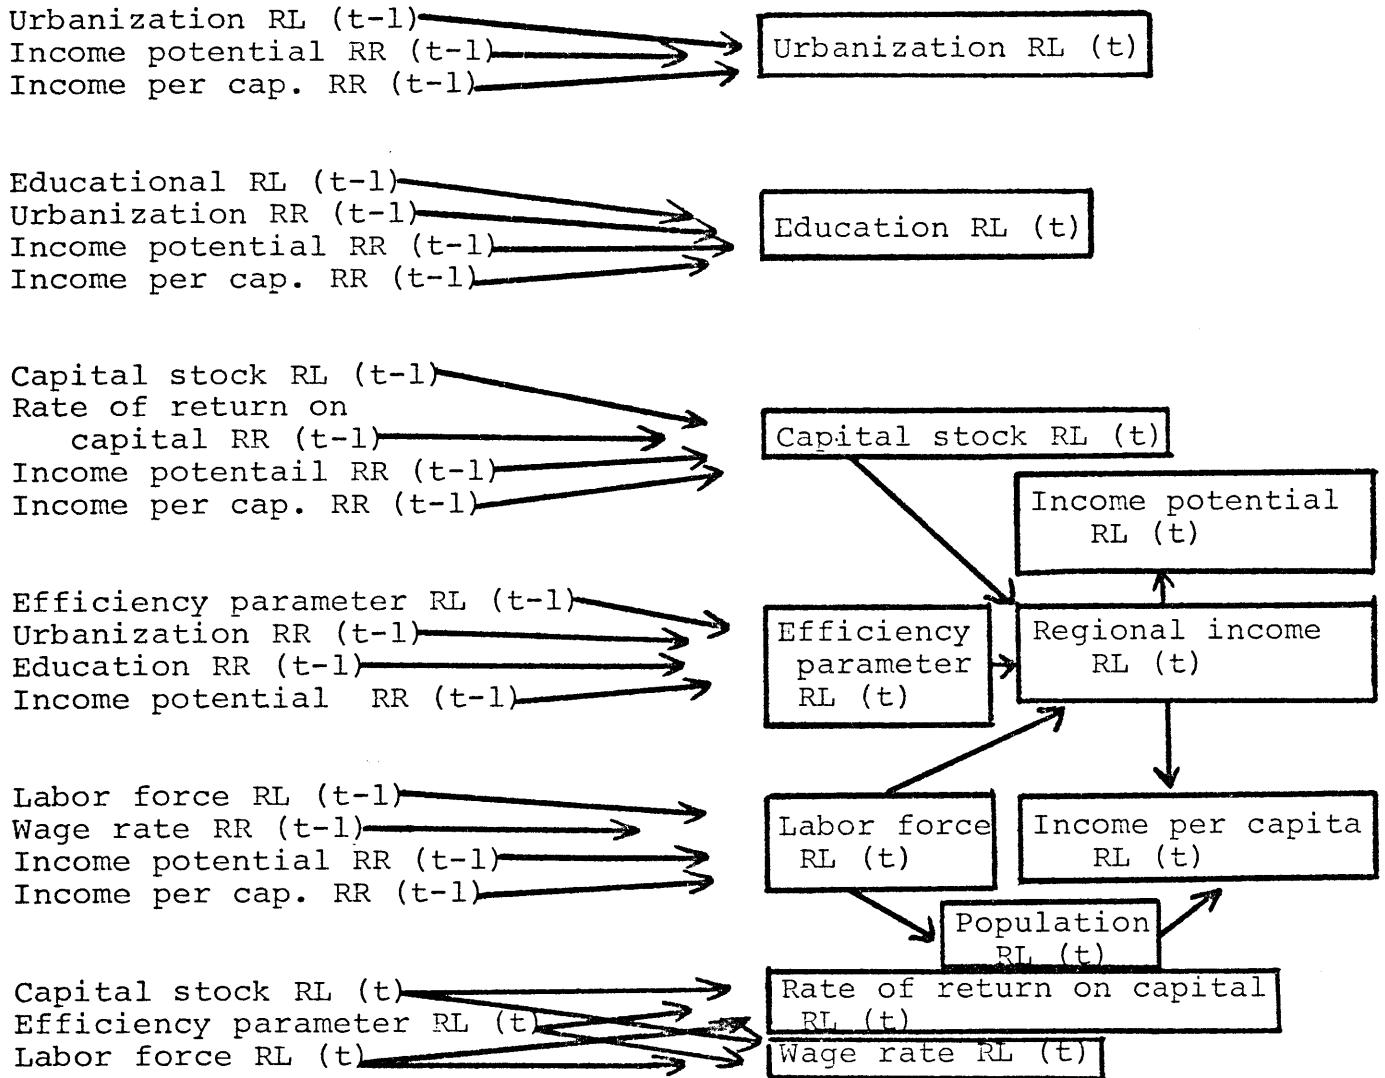 Urbanization RL (t-1)
Income potential RR (t-1)
Income per cap. RR (t-1)
Urbanization RL (t)
Educational RL (t-1)
Urbanization RR (t-1)
Income potential RR (t-1)
Income per cap. RR (t-1)
Education RL (t)
Capital stock RL (t-1)
Rate of return on
capital RR (t-1)
Income potentail RR (t-1)
Income per cap. RR (t-1)
Capital stock RL (t)
Income potential
RL (t)
Efficiency parameter RL (t-1)
Urbanization RR (t-1)
Education RR (t-1)
Income potential RR (t-1)
Efficiency
parameter
RL (t)
Regional income
RL (t)
Labor force RL (t-1)
Wage rate RR (t-1)
Income potential RR (t-1)
Income per cap. RR (t-1)
Labor force
RL (t)
Income per capita
RL (t)
Population
RL (t)
Capital stock RL (t)
Efficiency parameter RL (t)
Labor force RL (t)
Rate of return on capital
RL (t)
Wage rate RL (t)